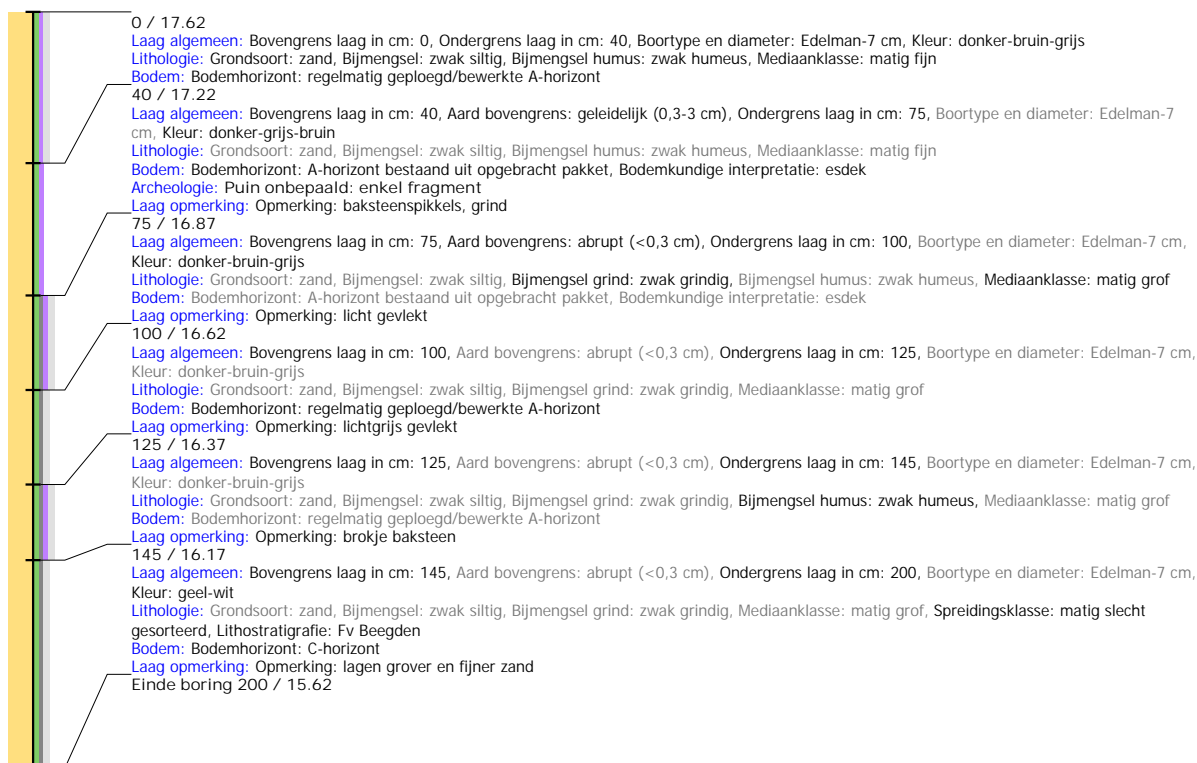 0 / 17.62
Laag algemeen: Bovengrens laag in cm: 0, Ondergrens laag in cm: 40, Boortype en diameter: Edelman-7 cm, Kleur: donker-bruin-grijs
Lithologie: Grondsoort: zand, Bijmengsel: zwak siltig, Bijmengsel humus: zwak humeus, Mediaanklasse: matig fijn
Bodem: Bodemhorizont: regelmatig geploegd/bewerkte A-horizont
40 / 17.22
Laag algemeen: Bovengrens laag in cm: 40, Aard bovengrens: geleidelijk (0,3-3 cm), Ondergrens laag in cm: 75, Boortype en diameter: Edelman-7
cm, Kleur: donker-grijs-bruin
Lithologie: Grondsoort: zand, Bijmengsel: zwak siltig, Bijmengsel humus: zwak humeus, Mediaanklasse: matig fijn
Bodem: Bodemhorizont: A-horizont bestaand uit opgebracht pakket, Bodemkundige interpretatie: esdek
Archeologie: Puin onbepaald: enkel fragment
Laag opmerking: Opmerking: baksteenspikkels, grind
75 / 16.87
Laag algemeen: Bovengrens laag in cm: 75, Aard bovengrens: abrupt (<0,3 cm), Ondergrens laag in cm: 100, Boortype en diameter: Edelman-7 cm,
Kleur: donker-bruin-grijs
Lithologie: Grondsoort: zand, Bijmengsel: zwak siltig, Bijmengsel grind: zwak grindig, Bijmengsel humus: zwak humeus, Mediaanklasse: matig grof
Bodem: Bodemhorizont: A-horizont bestaand uit opgebracht pakket, Bodemkundige interpretatie: esdek
Laag opmerking: Opmerking: licht gevlekt
100 / 16.62
Laag algemeen: Bovengrens laag in cm: 100, Aard bovengrens: abrupt (<0,3 cm), Ondergrens laag in cm: 125, Boortype en diameter: Edelman-7 cm,
Kleur: donker-bruin-grijs
Lithologie: Grondsoort: zand, Bijmengsel: zwak siltig, Bijmengsel grind: zwak grindig, Mediaanklasse: matig grof
Bodem: Bodemhorizont: regelmatig geploegd/bewerkte A-horizont
Laag opmerking: Opmerking: lichtgrijs gevlekt
125 / 16.37
Laag algemeen: Bovengrens laag in cm: 125, Aard bovengrens: abrupt (<0,3 cm), Ondergrens laag in cm: 145, Boortype en diameter: Edelman-7 cm,
Kleur: donker-bruin-grijs
Lithologie: Grondsoort: zand, Bijmengsel: zwak siltig, Bijmengsel grind: zwak grindig, Bijmengsel humus: zwak humeus, Mediaanklasse: matig grof
Bodem: Bodemhorizont: regelmatig geploegd/bewerkte A-horizont
Laag opmerking: Opmerking: brokje baksteen
145 / 16.17
Laag algemeen: Bovengrens laag in cm: 145, Aard bovengrens: abrupt (<0,3 cm), Ondergrens laag in cm: 200, Boortype en diameter: Edelman-7 cm,
Kleur: geel-wit
Lithologie: Grondsoort: zand, Bijmengsel: zwak siltig, Bijmengsel grind: zwak grindig, Mediaanklasse: matig grof, Spreidingsklasse: matig slecht
gesorteerd, Lithostratigrafie: Fv Beegden
Bodem: Bodemhorizont: C-horizont
Laag opmerking: Opmerking: lagen grover en fijner zand
Einde boring 200 / 15.62